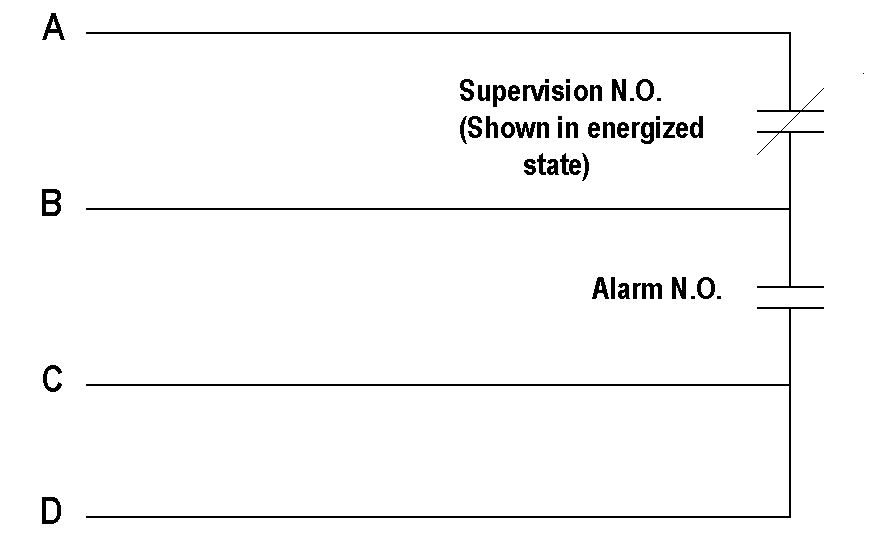 A
Supervision N.O.
(Shown in energized
state)
B
Alarm N.O.
C
D